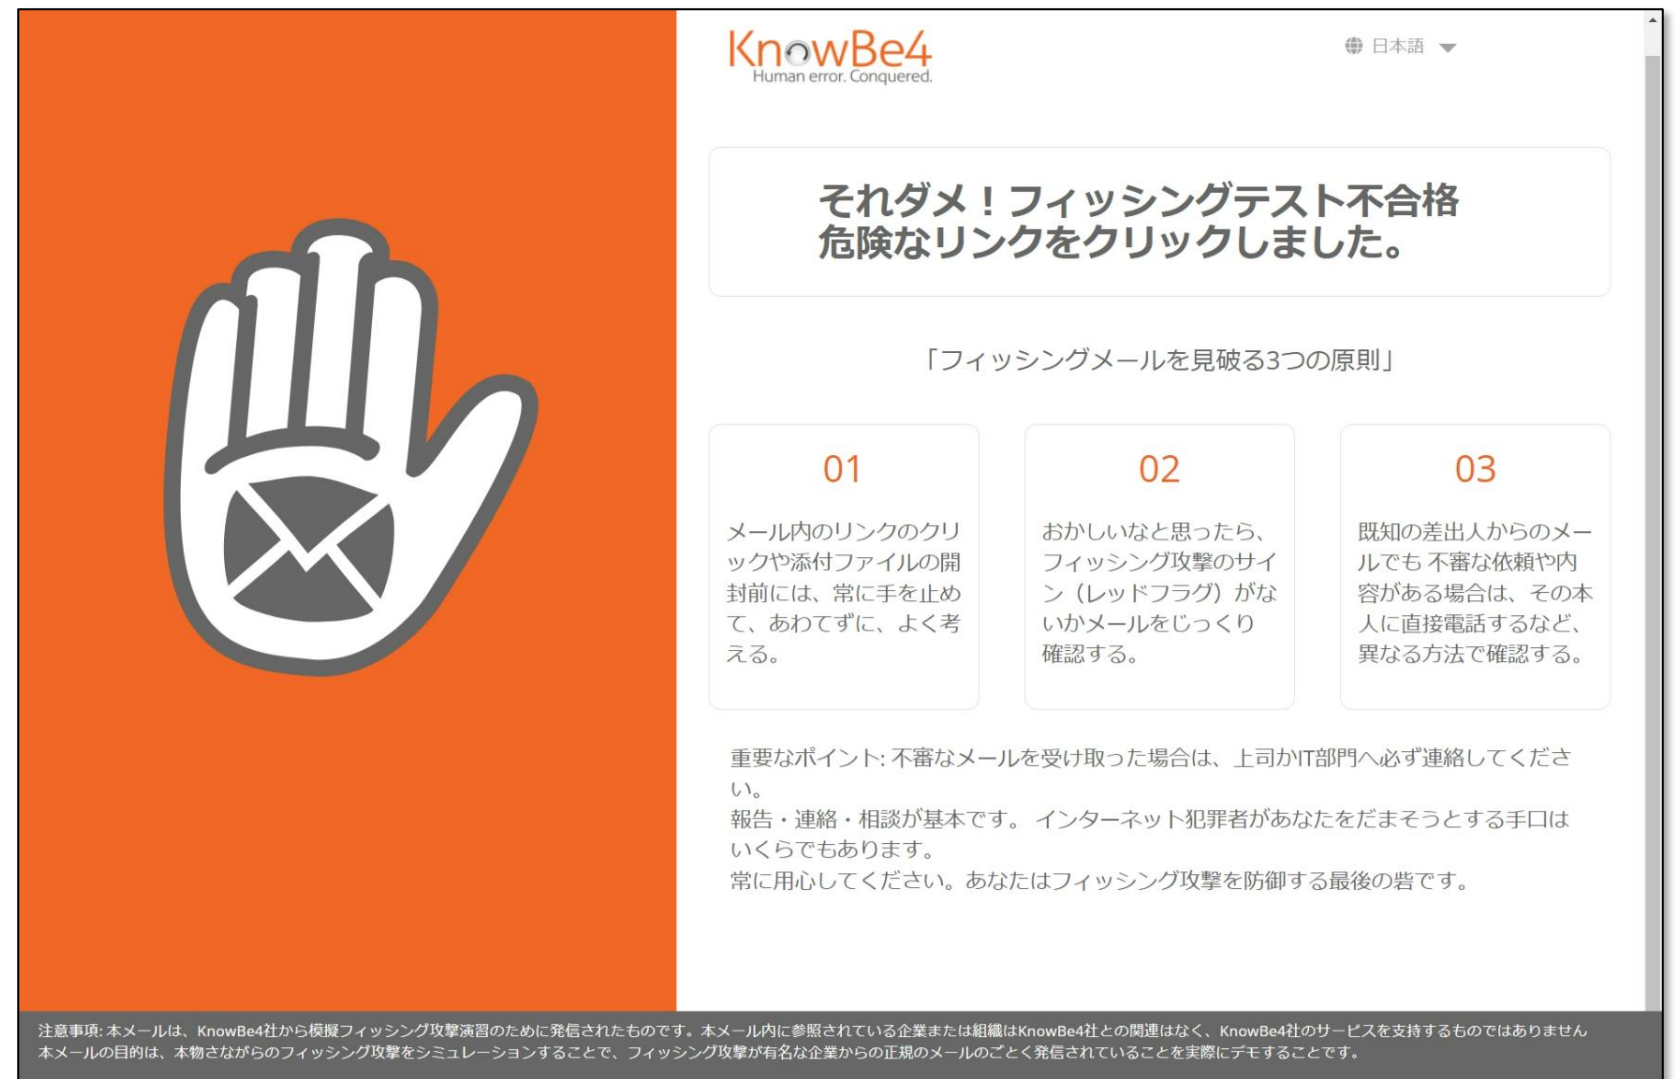 KnowBe4
Human error. Conquered.
日本語
それダメ！フィッシングテスト不合格
危険なリンクをクリックしました。
「フィッシングメールを見破る3つの原則」
01
メール内のリンクのクリ
ックや添付ファイルの開
封前には、常に手を止め
て、あわてずに、よく考
える。
02
おかしいなと思ったら、
フィッシング攻撃のサイ
ン（レッドフラグ）がな
いかメールをじっくり
確認する。
03
既知の差出人からのメー
ルでも 不審な依頼や内
容がある場合は、その本
人に直接電話するなど、
異なる方法で確認する。
重要なポイント: 不審なメールを受け取った場合は、上司かIT部門へ必ず連絡してくださ
い。
報告・連絡・相談が基本です。 インターネット犯罪者があなたをだまそうとする手口は
いくらでもあります。
常に用心してください。あなたはフィッシング攻撃を防御する最後の砦です。
注意事項: 本メールは、KnowBe4社から模擬フィッシング攻撃演習のために発信されたものです。本メール内に参照されている企業または組織はKnowBe4社との関連はなく、KnowBe4社のサービスを支持するものではありません
本メールの目的は、本物さながらのフィッシング攻撃をシミュレーションすることで、フィッシング攻撃が有名な企業からの正規のメールのごとく発信されていることを実際にデモすることです。